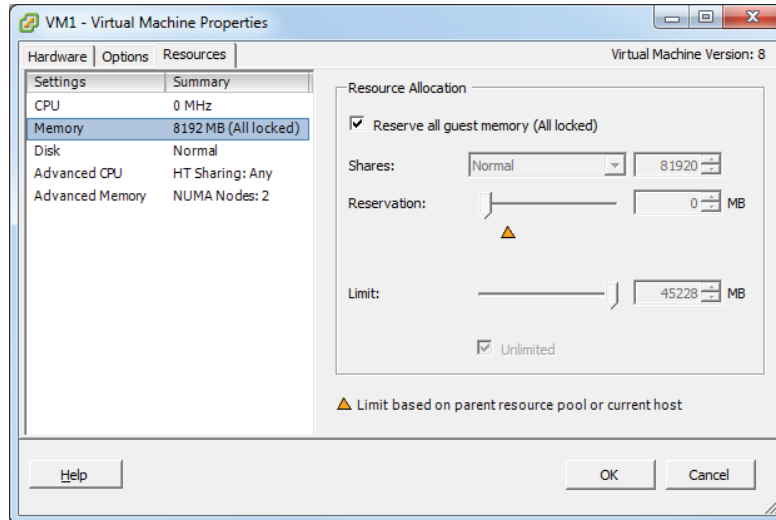 VM1 - Virtual Machine Properties
Hardware Options Resources Virtual Machine Version: 8
Settings Summary
CPU 0 MHz
Memory 8192 MB (All locked)
Disk Normal
Advanced CPU HT Sharing: Any
Advanced Memory NUMA Nodes: 2
Resource Allocation
Reserve all guest memory (All locked)
Shares: Normal 81920
Reservation: 0 MB
Limit: 45228 MB
Unlimited
Limit based on parent resource pool or current host
Help OK Cancel